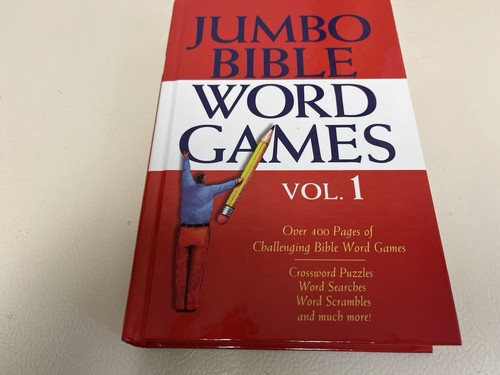 JUMBO
BIBLE
WORD
GAMES
VOL. 1
Over 400 Pages of
Challenging Bible Word Games
Crossword Puzzles
Word Searches
Word Scrambles
and much more!